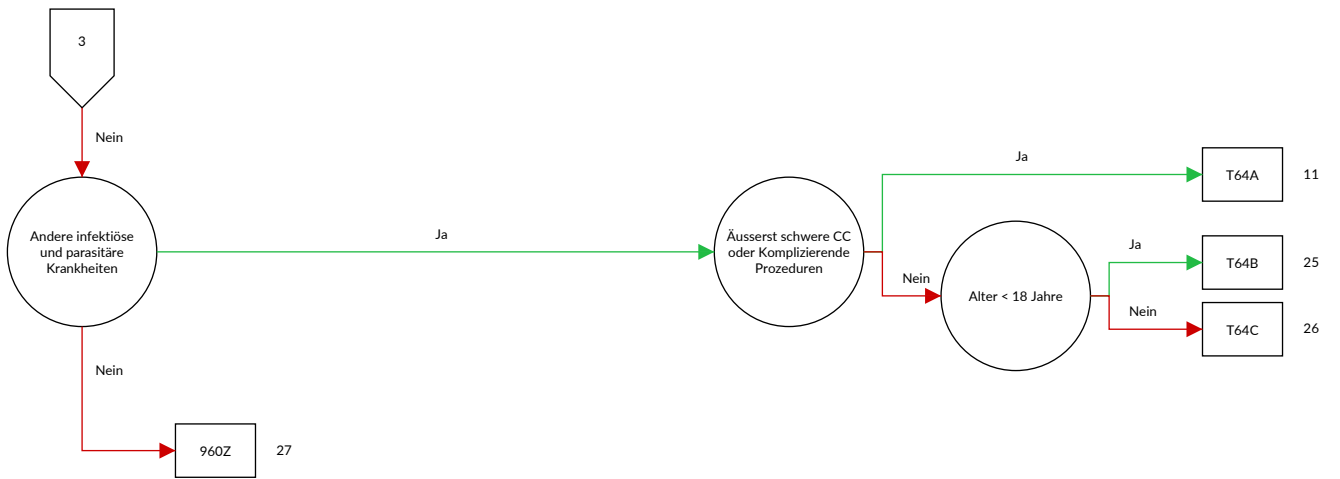 3
Nein
Andere infektiöse
und parasitäre
Krankheiten
Ja
Äusserst schwere CC
oder Komplizierende
Prozeduren
Ja
T64A
11
Nein
Alter < 18 Jahre
Ja
T64B
25
Nein
T64C
26
Nein
960Z
27